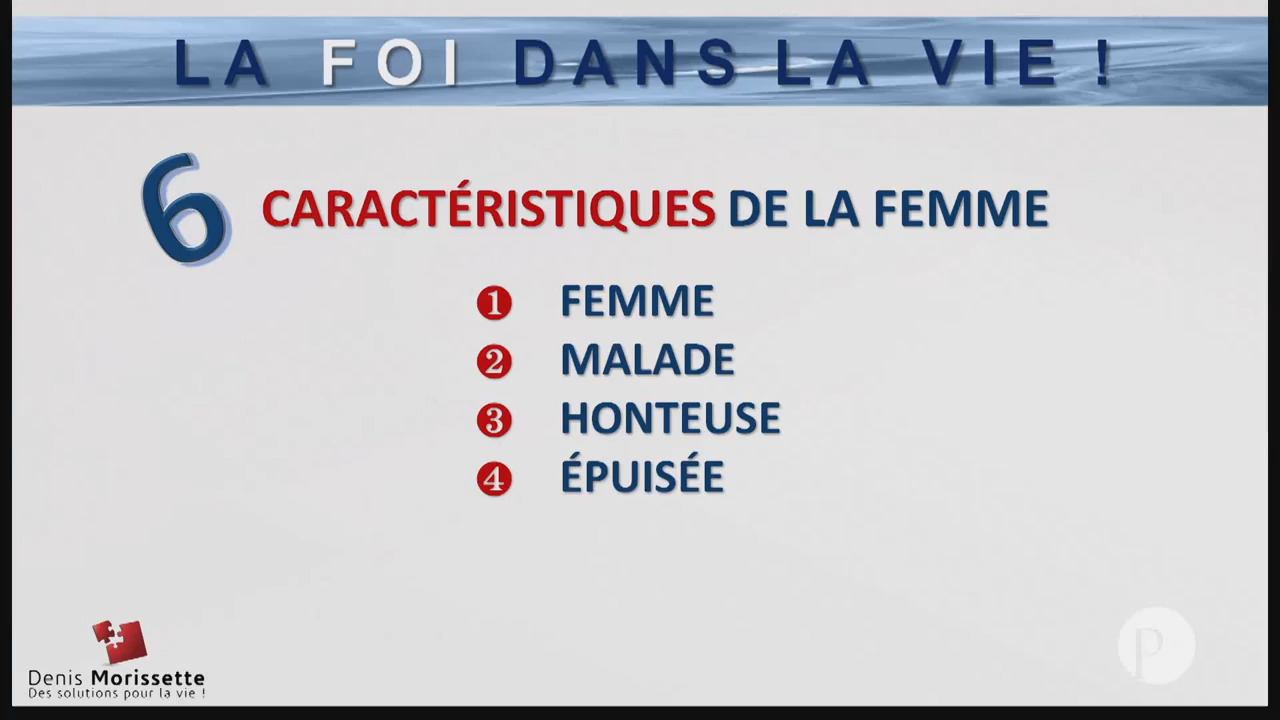 LA FOI DANS LA VIE !
6 CARACTÉRISTIQUES DE LA FEMME
1 FEMME
2 MALADE
3 HONTEUSE
4 ÉPUISÉE
Denis Morissette
Des solutions pour la vie !
P